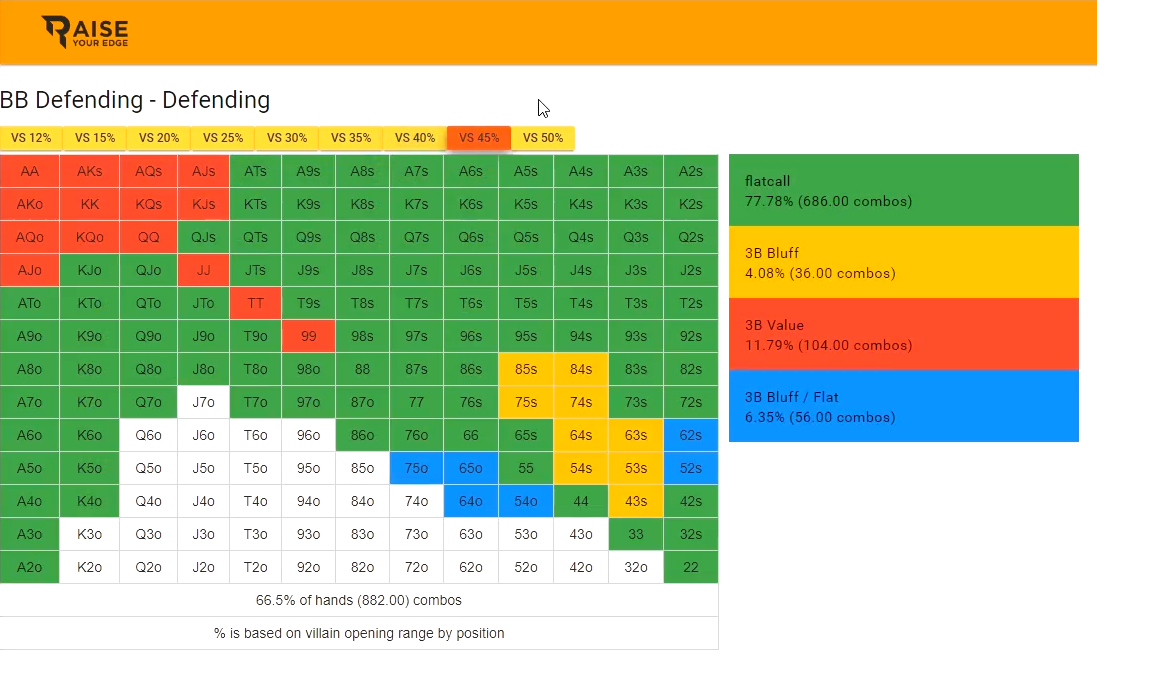 RAISE
YOUR EDGE
BB Defending - Defending
VS 12% VS 15% VS 20% VS 25% VS 30% VS 35% VS 40% VS 45% VS 50%
AA AKs AQs AJs ATs A9s A8s A7s A6s A5s A4s A3s A2s
AKo KK KQs KJs KTs K9s K8s K7s K6s K5s K4s K3s K2s
AQo KQo QQ QJs QTs Q9s Q8s Q7s Q6s Q5s Q4s Q3s Q2s
AJo KJo QJo JJ JTs J9s J8s J7s J6s J5s J4s J3s J2s
ATo KTo QTo JTo TT T9s T8s T7s T6s T5s T4s T3s T2s
A9o K9o Q9o J9o T9o 99 98s 97s 96s 95s 94s 93s 92s
A8o K8o Q8o J8o T8o 98o 88 87s 86s 85s 84s 83s 82s
A7o K7o Q7o J7o T7o 97o 87o 77 76s 75s 74s 73s 72s
A6o K6o Q6o J6o T6o 96o 86o 76o 66 65s 64s 63s 62s
A5o K5o Q5o J5o T5o 95o 85o 75o 65o 55 54s 53s 52s
A4o K4o Q4o J4o T4o 94o 84o 74o 64o 54o 44 43s 42s
A3o K3o Q3o J3o T3o 93o 83o 73o 63o 53o 43o 33 32s
A2o K2o Q2o J2o T2o 92o 82o 72o 62o 52o 42o 32o 22
66.5% of hands (882.00) combos
% is based on villain opening range by position
flatcall
77.78% (686.00 combos)
3B Bluff
4.08% (36.00 combos)
3B Value
11.79% (104.00 combos)
3B Bluff / Flat
6.35% (56.00 combos)